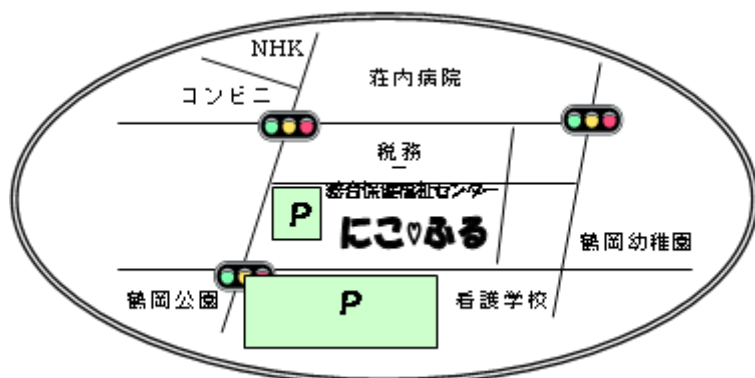 NHK
荘内病院
コンビニ
税務
総合保健福祉センター
P
にこ♡ふる
鶴岡幼稚園
鶴岡公園
P
看護学校